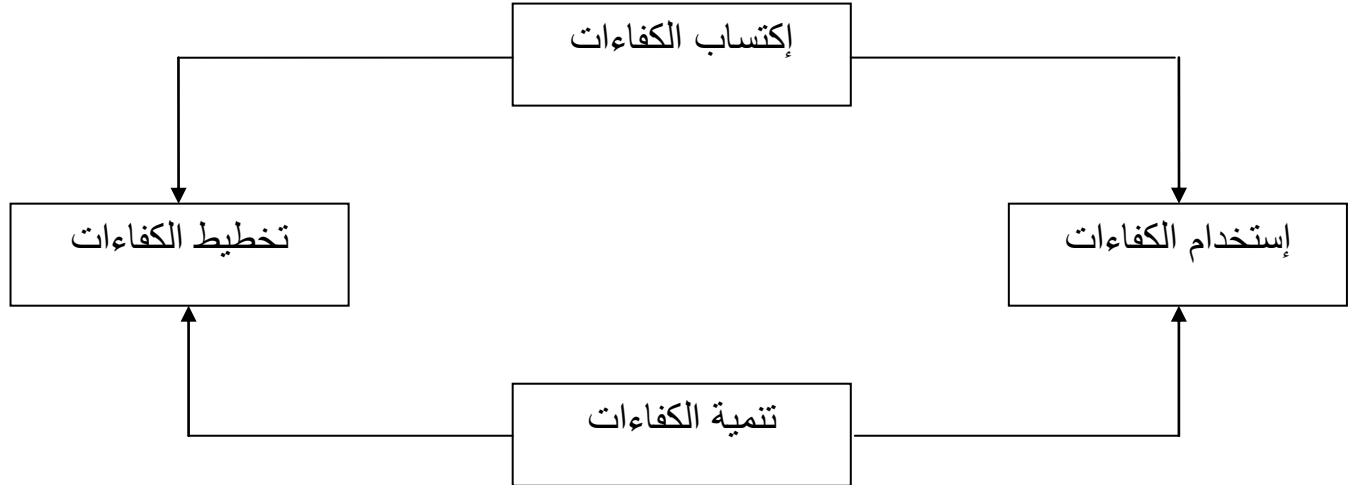 إكتساب الكفاءات
إستخدام الكفاءات
تخطيط الكفاءات
تنمية الكفاءات